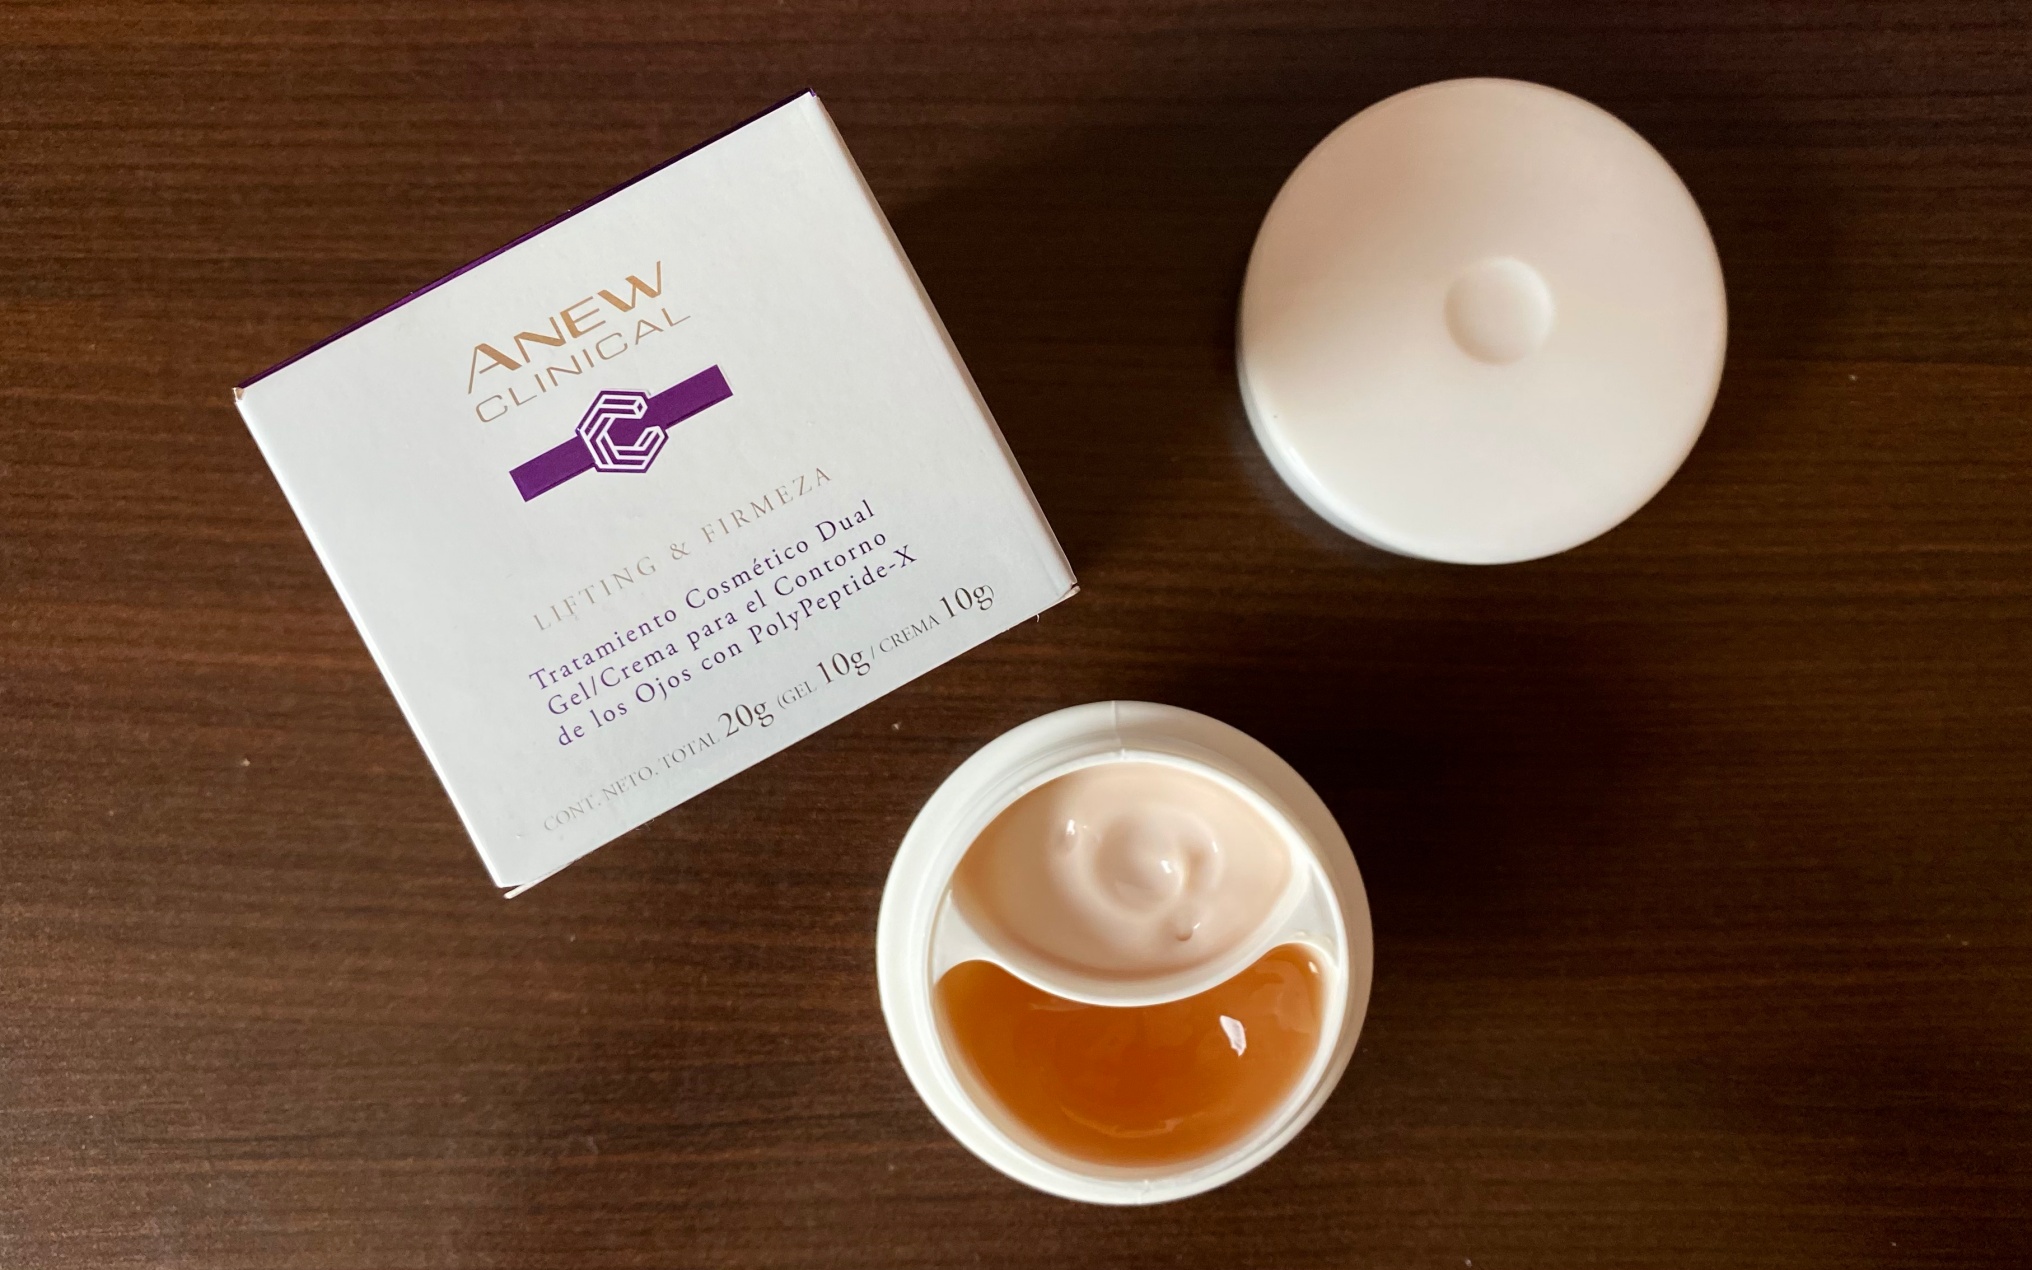 ANEW
CLINICAL
LIFTING & FIRMEZA
Tratamiento Cosmético Dual
Gel/Crema para el Contorno
de los Ojos con PolyPeptide-X
CONT. NETO. TOTAL 20g (GEL 10g / CREMA 10g)